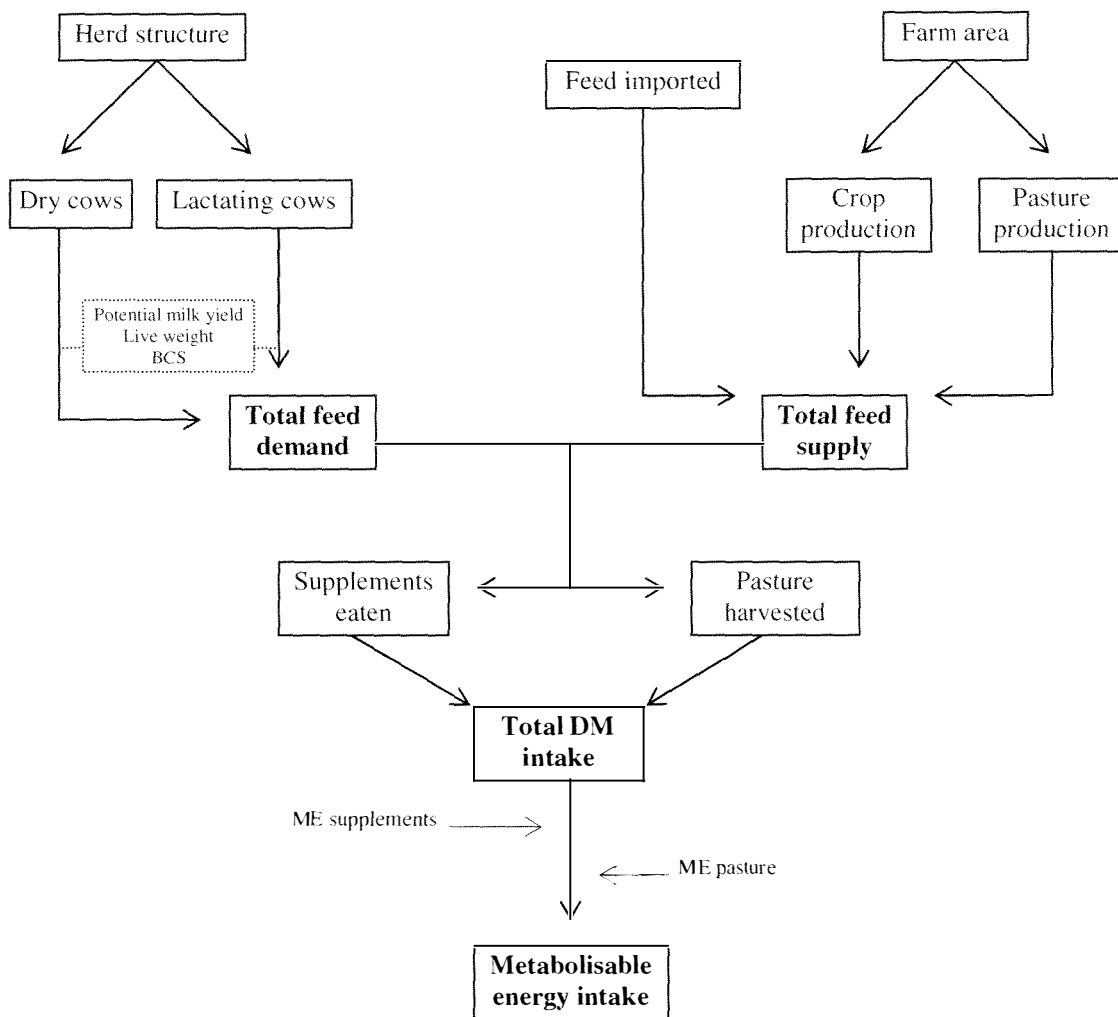 Herd structure
Farm area
Feed imported
Dry cows
Lactating cows
Crop
production
Pasture
production
Potential milk yield
Live weight
BCS
Total feed
demand
Total feed
supply
Supplements
eaten
Pasture
harvested
Total DM
intake
ME supplements
ME pasture
Metabolisable
energy intake